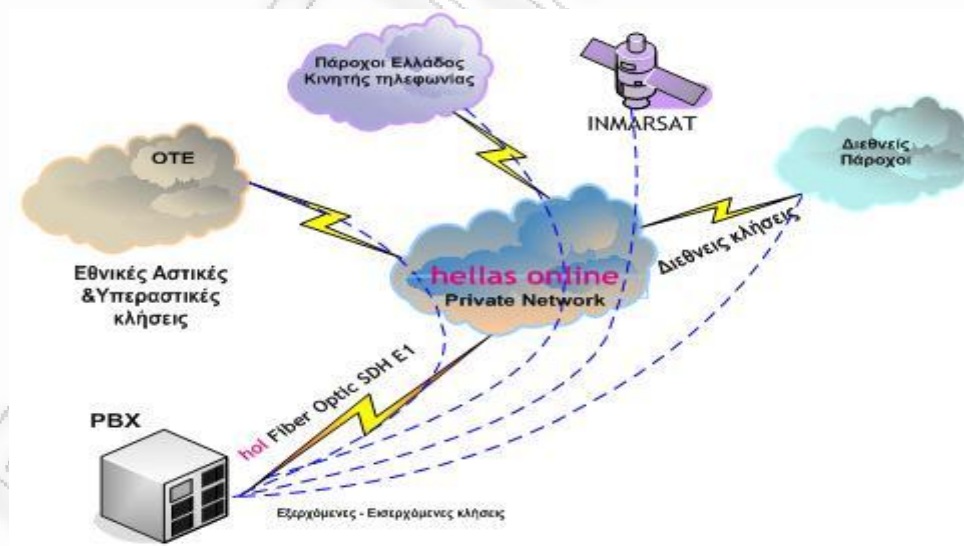 Πάροχοι Ελλάδος
Κινητής τηλεφωνίας
INMARSAT
OTE
Διεθνείς
Πάροχοι
Εθνικές Αστικές
&Υπεραστικές
κλήσεις
Διεθνεις κλήσεις
hellas online
Private Network
hol Fiber Optic SDH E1
PBX
Εξερχόμενες - Εισερχόμενες κλήσεις